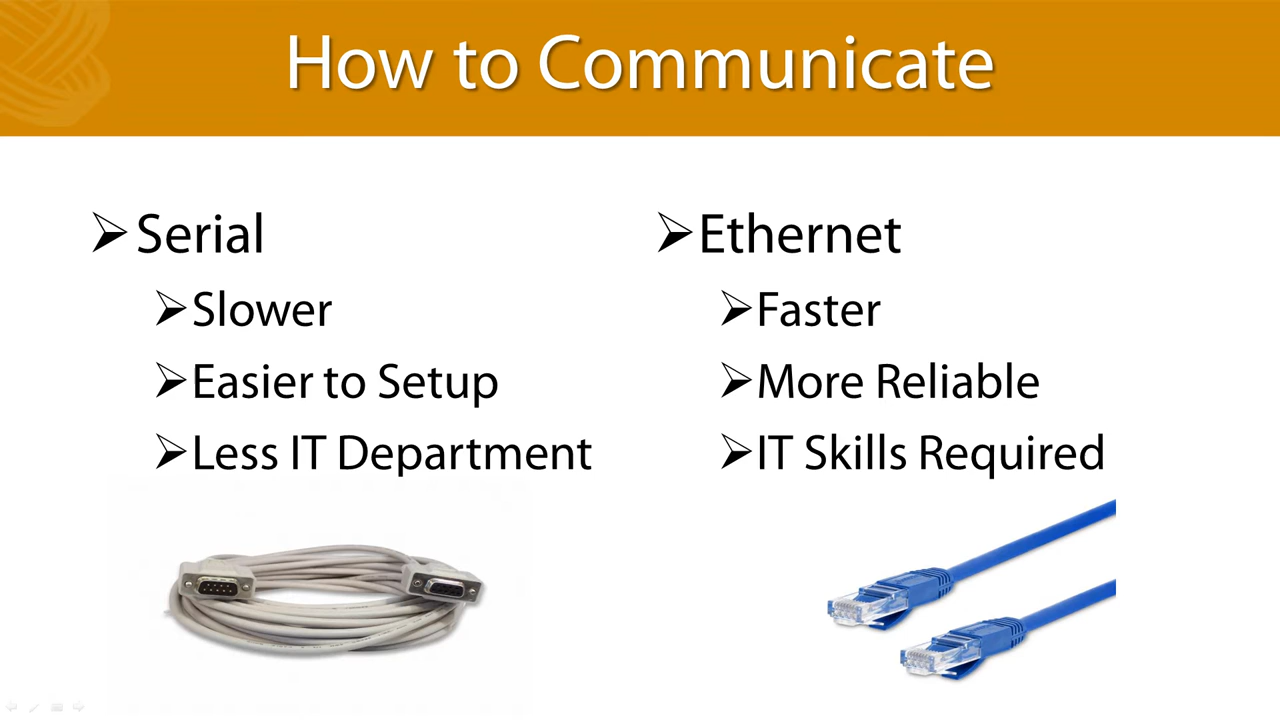 How to Communicate
Serial
Slower
Easier to Setup
Less IT Department
Ethernet
Faster
More Reliable
IT Skills Required